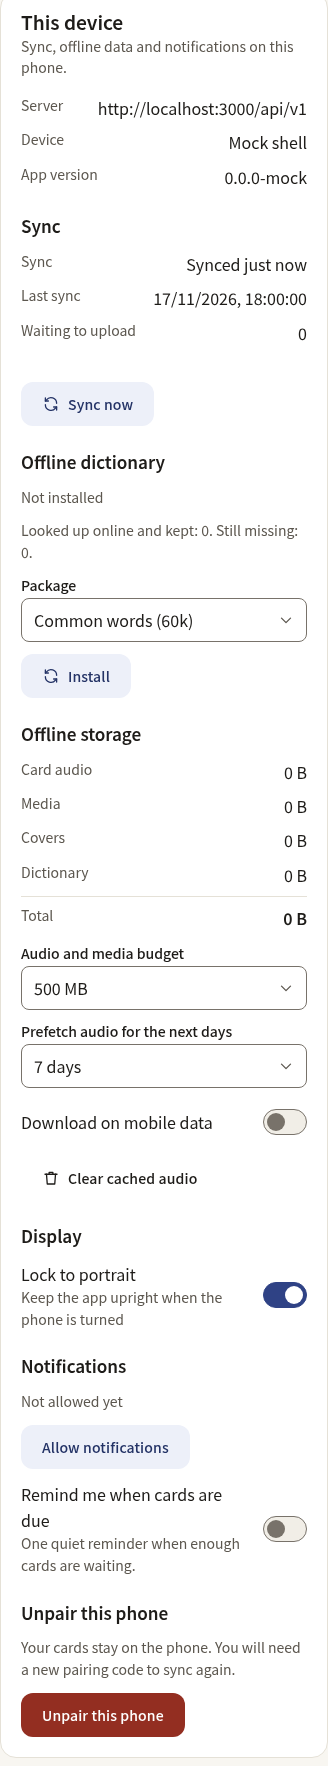 This device
Sync, offline data and notifications on this
phone.
Server http://localhost:3000/api/v1
Device Mock shell
App version 0.0.0-mock
Sync
Sync Synced just now
Last sync 17/11/2026, 18:00:00
Waiting to upload 0
Sync now
Offline dictionary
Not installed
Looked up online and kept: 0. Still missing:
0.
Package
Common words (60k)
Install
Offline storage
Card audio 0 B
Media 0 B
Covers 0 B
Dictionary 0 B
Total 0 B
Audio and media budget
500 MB
Prefetch audio for the next days
7 days
Download on mobile data
Clear cached audio
Display
Lock to portrait
Keep the app upright when the
phone is turned
Notifications
Not allowed yet
Allow notifications
Remind me when cards are
due
One quiet reminder when enough
cards are waiting.
Unpair this phone
Your cards stay on the phone. You will need
a new pairing code to sync again.
Unpair this phone